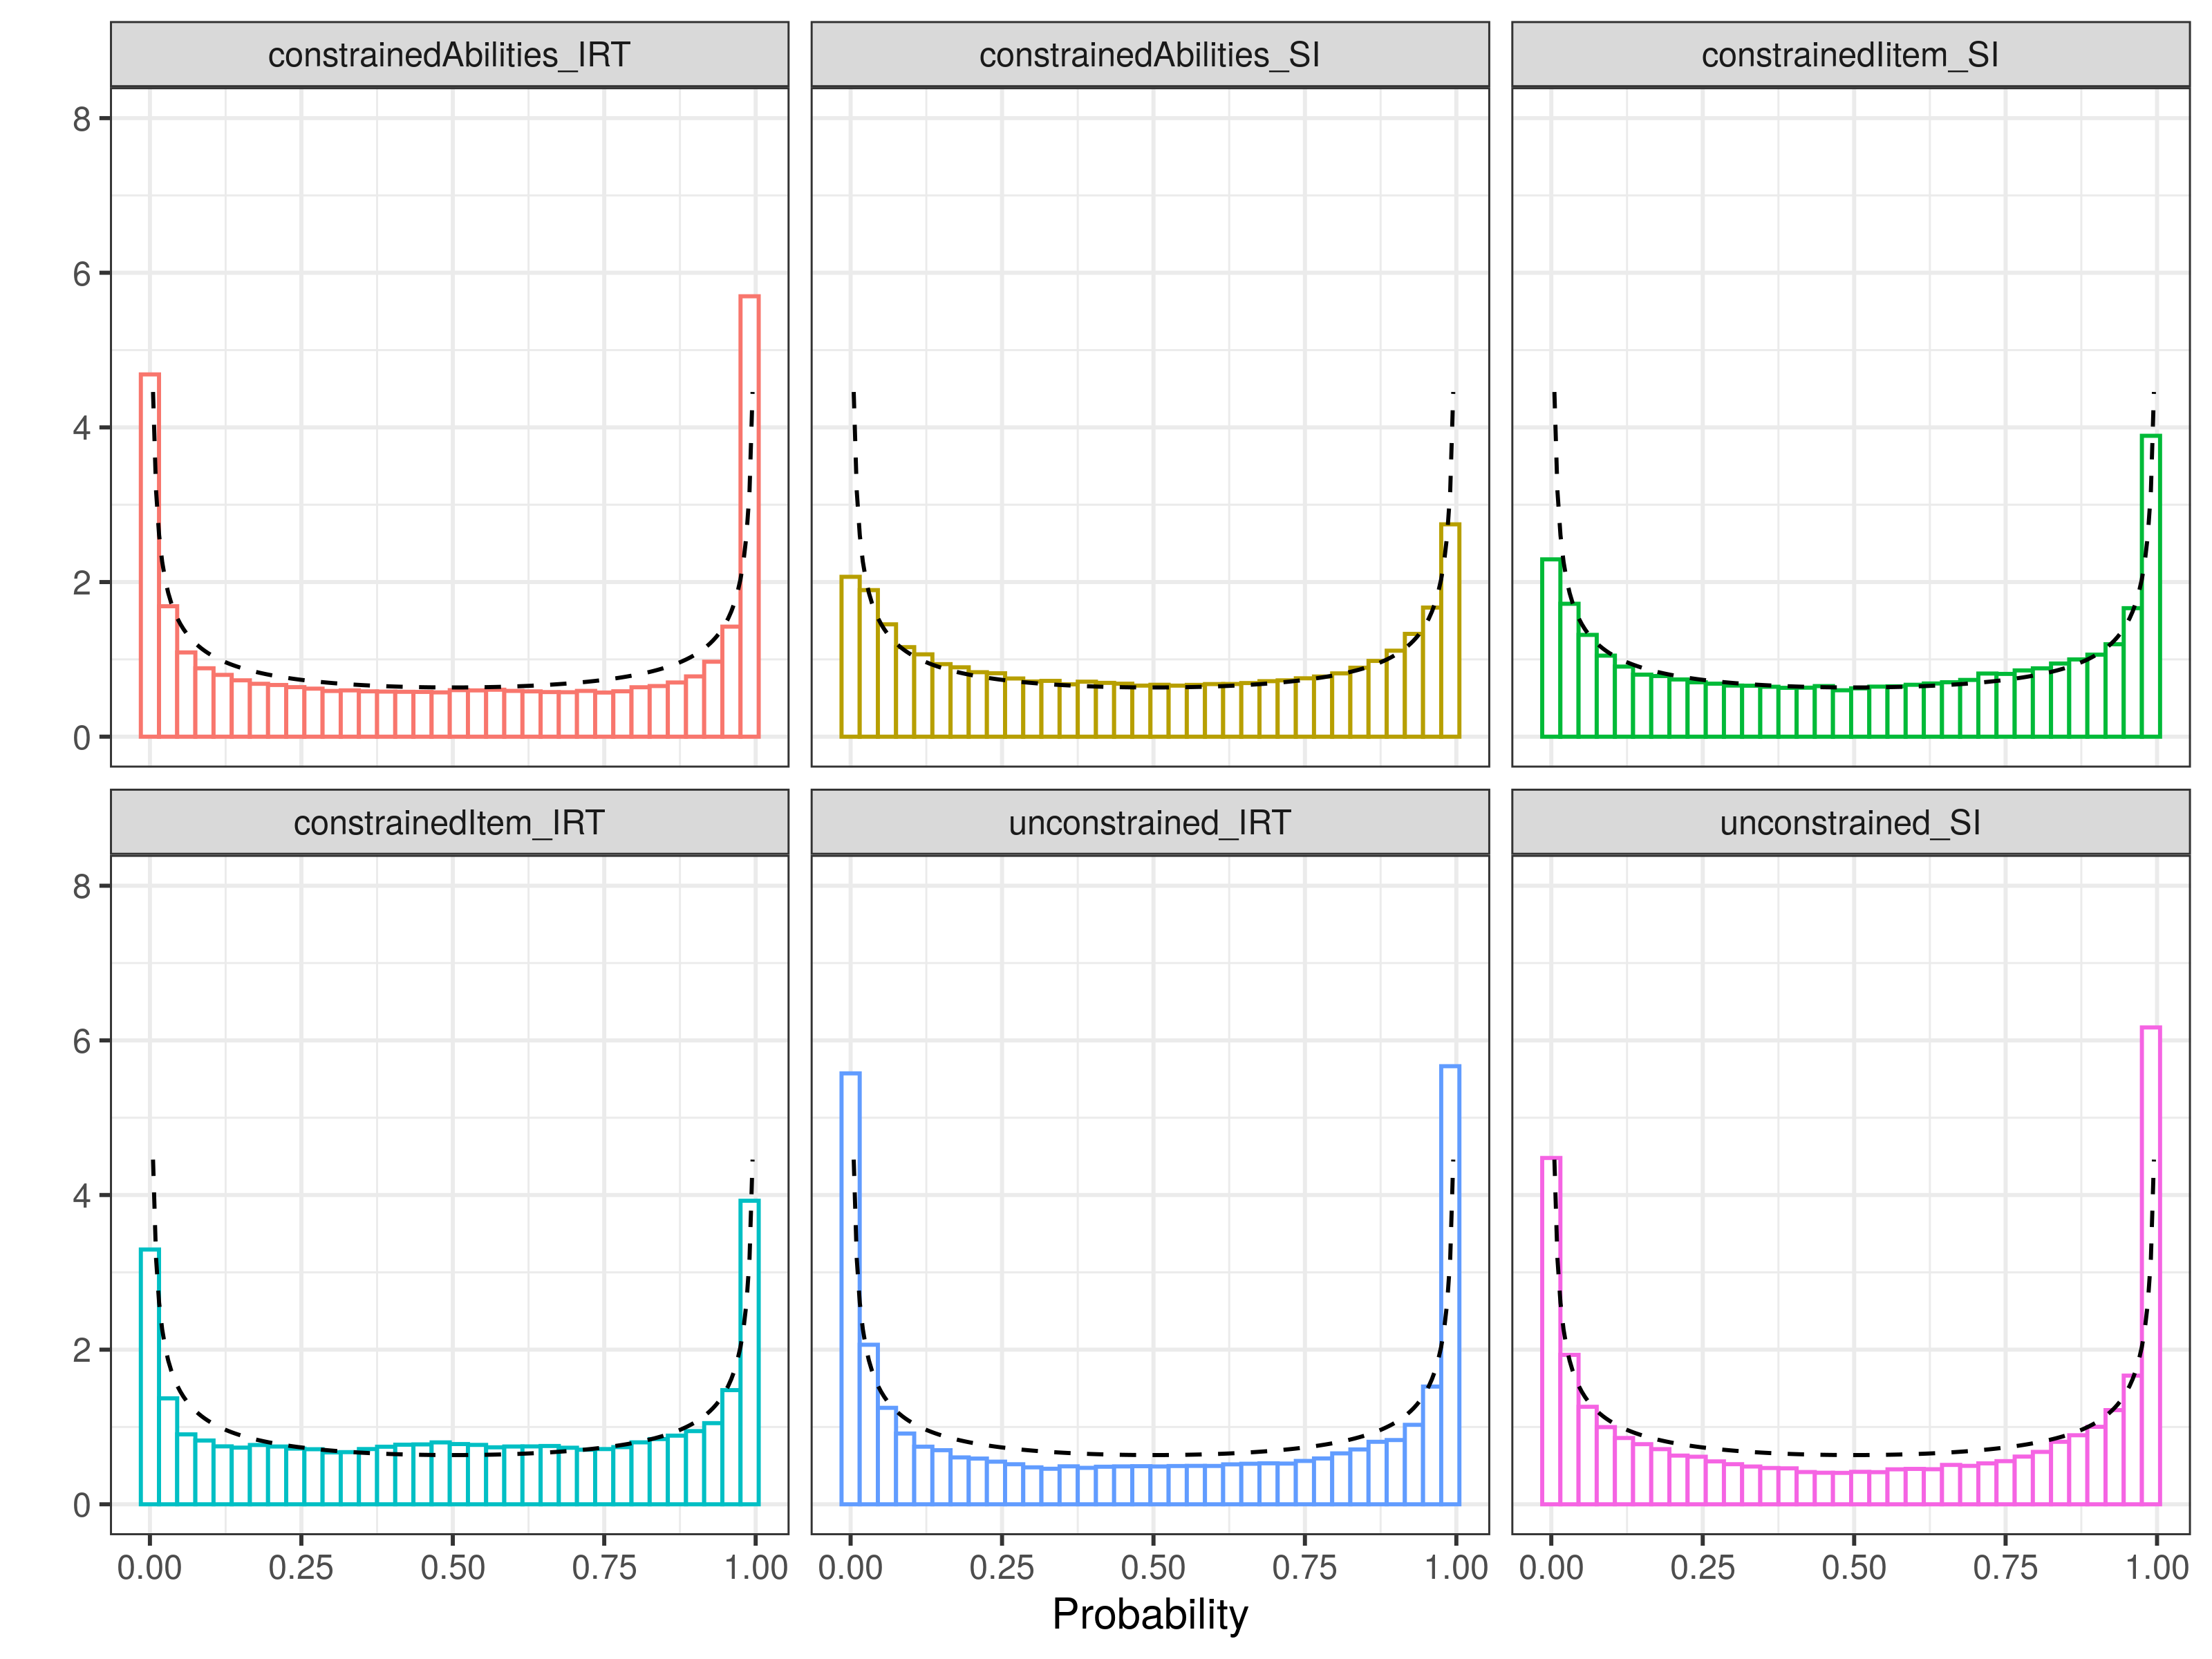 constrainedAbilities_IRT constrainedAbilities_SI constrainedIitem_SI
8
6
4
2
0
constrainedItem_IRT unconstrained_IRT unconstrained_SI
8
6
4
2
0
0.00 0.25 0.50 0.75 1.00 0.00 0.25 0.50 0.75 1.00 0.00 0.25 0.50 0.75 1.00
Probability